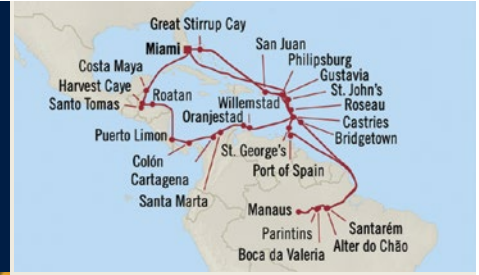 Great Stirrup Cay
Miami
San Juan
Philipsburg
Costa Maya
Gustavia
Harvest Caye
St. John's
Roatan
Willemstad
Santo Tomas
Roseau
Oranjestad
Castries
Puerto Limon
Bridgetown
St. George's
Colón
Port of Spain
Cartagena
Santa Marta
Manaus
Santarém
Parintins
Alter do Chão
Boca da Valeria